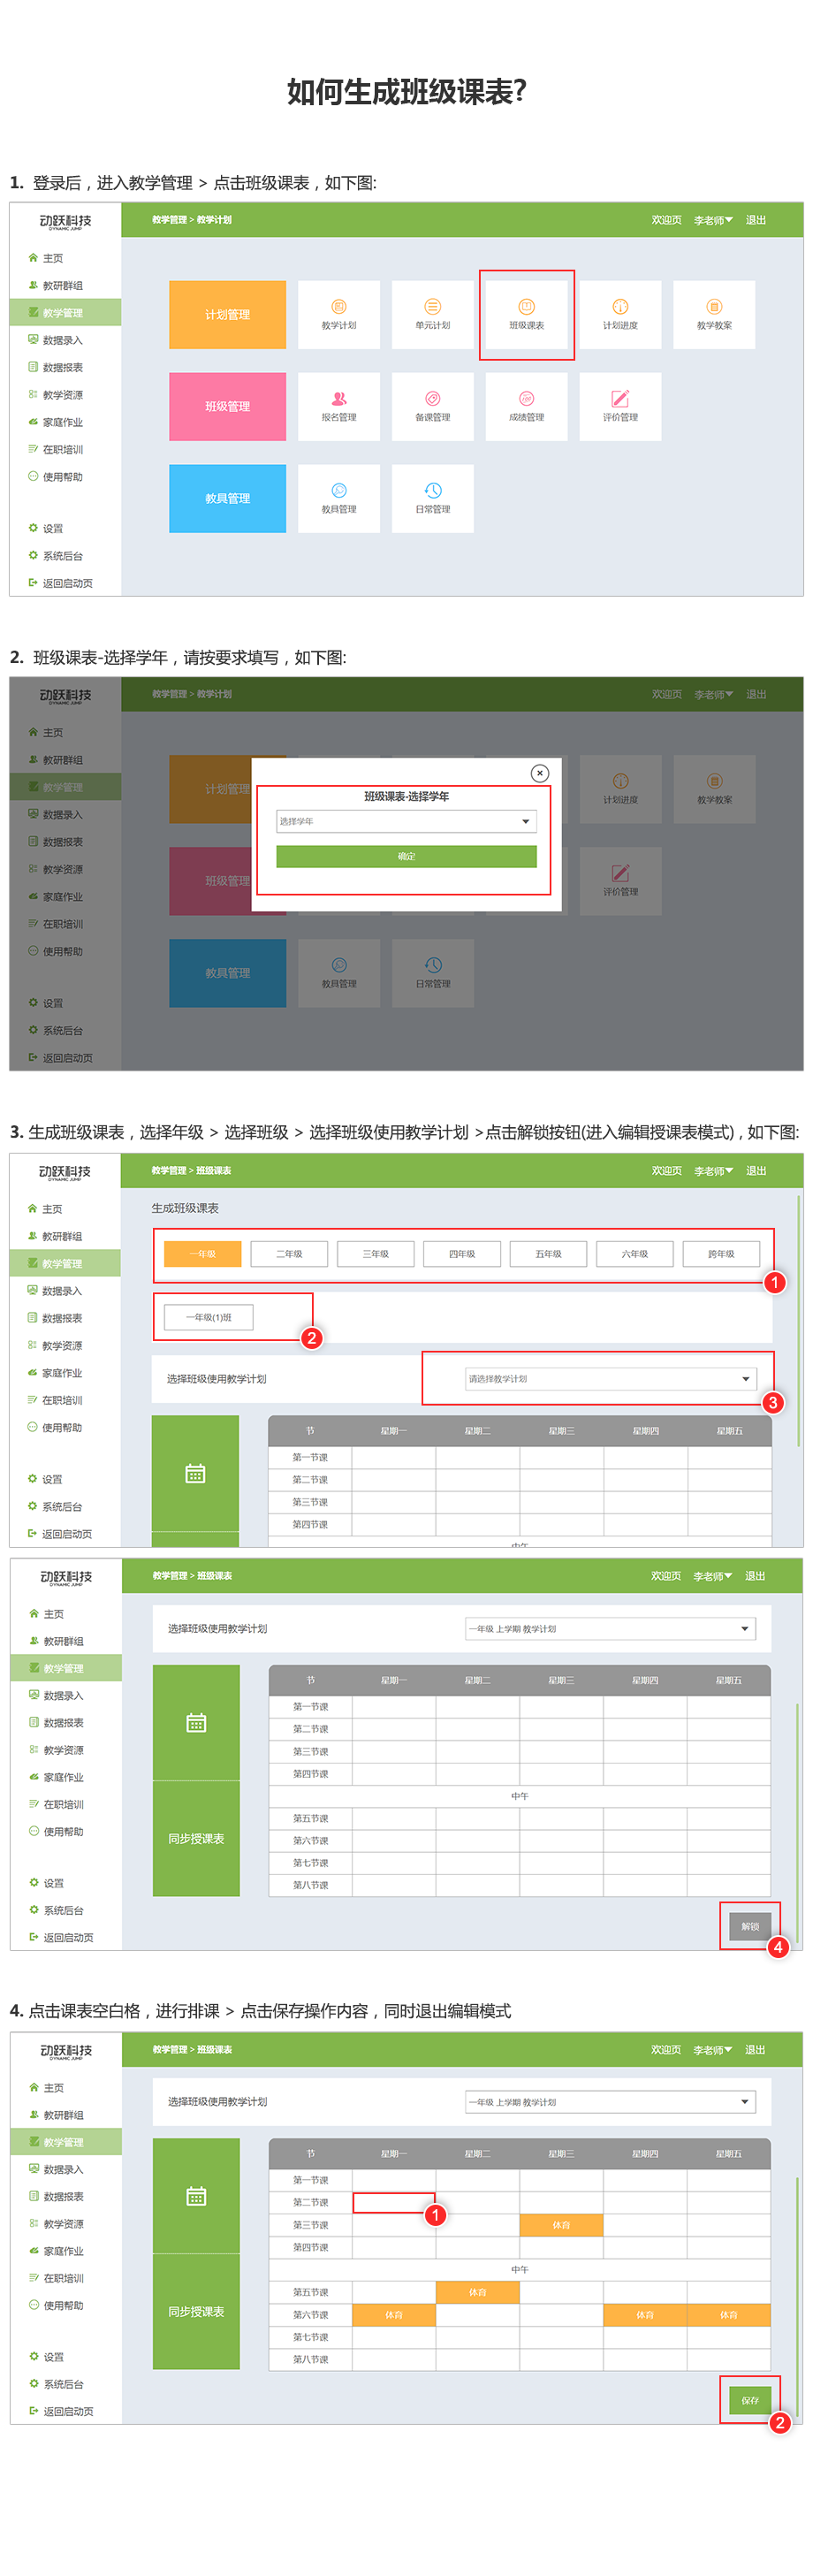 如何生成班级课表?
1. 登录后，进入教学管理 > 点击班级课表，如下图:
动跃科技
DYNAMIC JUMP
教学管理 > 教学计划
欢迎页 李老师 退出
主页
教研群组
教学管理
数据录入
数据报表
教学资源
家庭作业
在职培训
使用帮助
设置
系统后台
返回启动页
计划管理
教学计划
单元计划
班级课表
计划进度
教学教案
班级管理
报名管理
备课管理
成绩管理
评价管理
教具管理
教具管理
日常管理
2. 班级课表-选择学年，请按要求填写，如下图:
动跃科技
DYNAMIC JUMP
教学管理 > 教学计划
欢迎页 李老师 退出
主页
教研群组
教学管理
数据录入
数据报表
教学资源
家庭作业
在职培训
使用帮助
设置
系统后台
返回启动页
计划管理
计划进度
教学教案
班级管理
评价管理
教具管理
教具管理
日常管理
班级课表-选择学年
选择学年
确定
3. 生成班级课表，选择年级 > 选择班级 > 选择班级使用教学计划 >点击解锁按钮(进入编辑授课表模式)，如下图:
动跃科技
DYNAMIC JUMP
教学管理 > 班级课表
欢迎页 李老师 退出
主页
教研群组
教学管理
数据录入
数据报表
教学资源
家庭作业
在职培训
使用帮助
设置
系统后台
返回启动页
生成班级课表
一年级 二年级 三年级 四年级 五年级 六年级 跨年级
1
一年级(1)班
2
选择班级使用教学计划
请选择教学计划
3
节 星期一 星期二 星期三 星期四 星期五
第一节课
第二节课
第三节课
第四节课
中午
动跃科技
DYNAMIC JUMP
教学管理 > 班级课表
欢迎页 李老师 退出
主页
教研群组
教学管理
数据录入
数据报表
教学资源
家庭作业
在职培训
使用帮助
设置
系统后台
返回启动页
选择班级使用教学计划
一年级 上学期 教学计划
同步授课表
节 星期一 星期二 星期三 星期四 星期五
第一节课
第二节课
第三节课
第四节课
中午
第五节课
第六节课
第七节课
第八节课
解锁
4
4. 点击课表空白格，进行排课 > 点击保存操作内容，同时退出编辑模式
动跃科技
DYNAMIC JUMP
教学管理 > 班级课表
欢迎页 李老师 退出
主页
教研群组
教学管理
数据录入
数据报表
教学资源
家庭作业
在职培训
使用帮助
设置
系统后台
返回启动页
选择班级使用教学计划
一年级 上学期 教学计划
同步授课表
节 星期一 星期二 星期三 星期四 星期五
第一节课
第二节课
1
第三节课 体育
第四节课
中午
第五节课 体育
第六节课 体育 体育 体育
第七节课
第八节课
保存
2